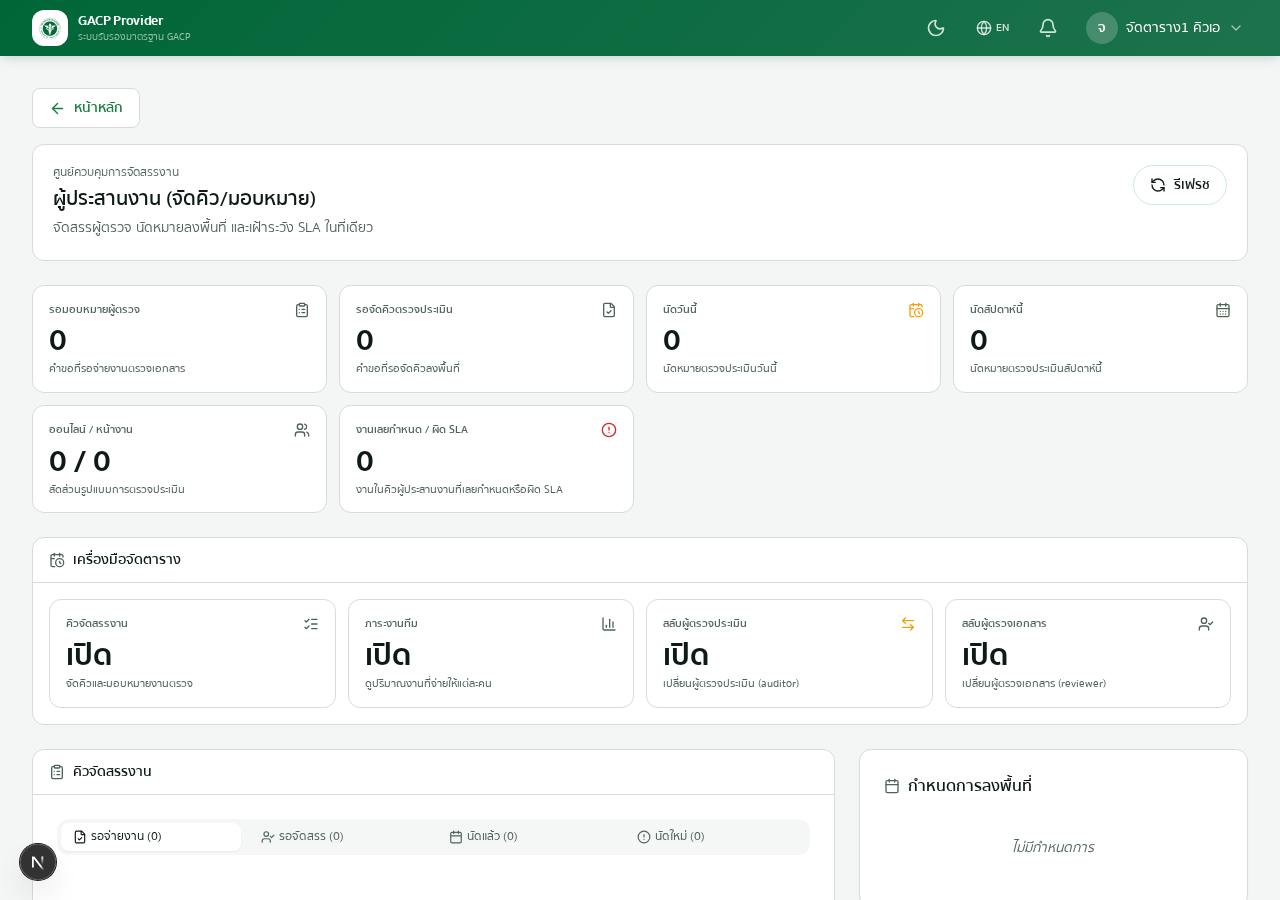 GACP Provider
ระบบรับรองมาตรฐาน GACP
EN
จ
จัดตาราง1 คิวเอ
หน้าหลัก
ศูนย์ควบคุมการจัดสรรงาน
ผู้ประสานงาน (จัดคิว/มอบหมาย)
จัดสรรผู้ตรวจ นัดหมายลงพื้นที่ และเฝ้าระวัง SLA ในที่เดียว
รีเฟรช
รอมอบหมายผู้ตรวจ
0
คำขอที่รอจ่ายงานตรวจเอกสาร
รอจัดคิวตรวจประเมิน
0
คำขอที่รอจัดคิวลงพื้นที่
นัดวันนี้
0
นัดหมายตรวจประเมินวันนี้
นัดสัปดาห์นี้
0
นัดหมายตรวจประเมินสัปดาห์นี้
ออนไลน์ / หน้างาน
0 / 0
สัดส่วนรูปแบบการตรวจประเมิน
งานเลยกำหนด / ผิด SLA
0
งานในคิวผู้ประสานงานที่เลยกำหนดหรือผิด SLA
เครื่องมือจัดตาราง
คิวจัดสรรงาน
เปิด
จัดคิวและมอบหมายงานตรวจ
ภาระงานทีม
เปิด
ดูปริมาณงานที่จ่ายให้แต่ละคน
สลับผู้ตรวจประเมิน
เปิด
เปลี่ยนผู้ตรวจประเมิน (auditor)
สลับผู้ตรวจเอกสาร
เปิด
เปลี่ยนผู้ตรวจเอกสาร (reviewer)
คิวจัดสรรงาน
รอจ่ายงาน (0)
รอจัดสรร (0)
นัดแล้ว (0)
นัดใหม่ (0)
กำหนดการลงพื้นที่
ไม่มีกำหนดการ
N